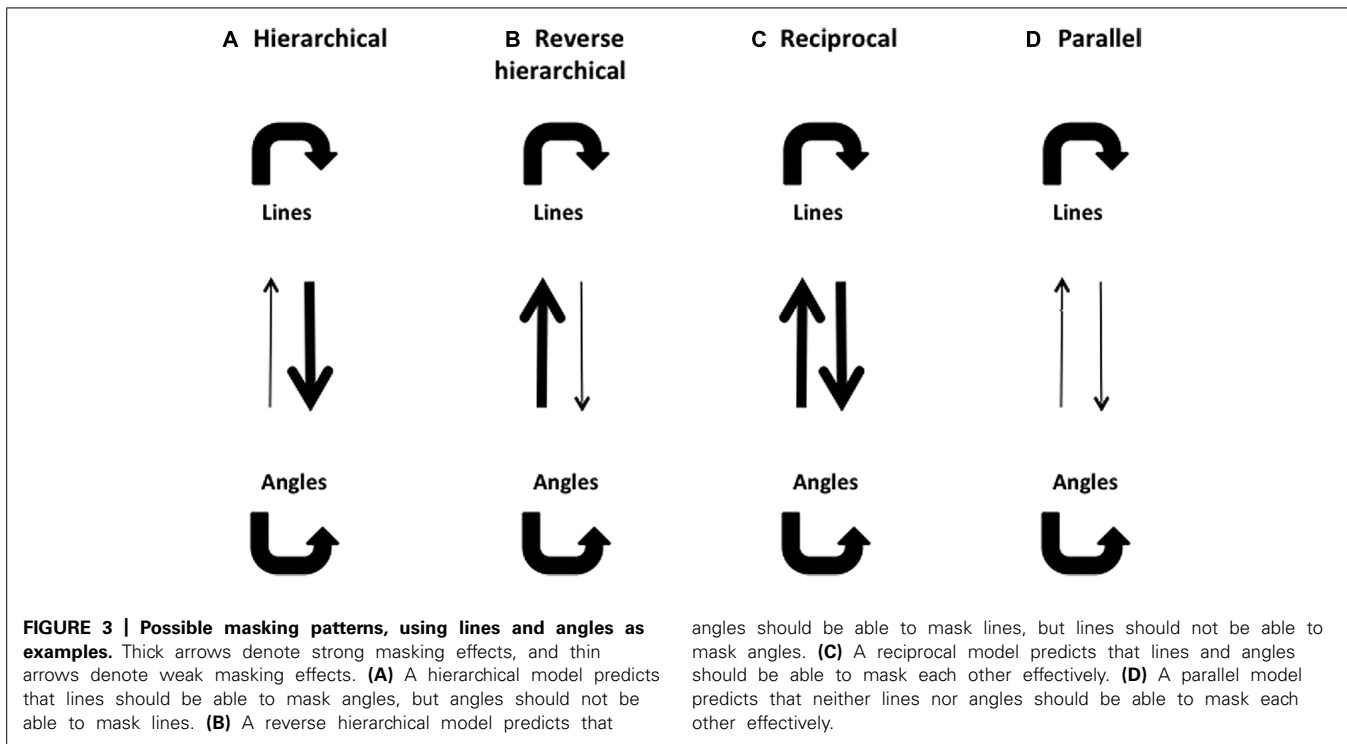 A Hierarchical
B Reverse
hierarchical
C Reciprocal
D Parallel
Lines
Lines
Lines
Lines
Angles
Angles
Angles
Angles
FIGURE 3 | Possible masking patterns, using lines and angles as
examples. Thick arrows denote strong masking effects, and thin
arrows denote weak masking effects. (A) A hierarchical model predicts
that lines should be able to mask angles, but angles should not be
able to mask lines. (B) A reverse hierarchical model predicts that
angles should be able to mask lines, but lines should not be able to
mask angles. (C) A reciprocal model predicts that lines and angles
should be able to mask each other effectively. (D) A parallel model
predicts that neither lines nor angles should be able to mask each
other effectively.